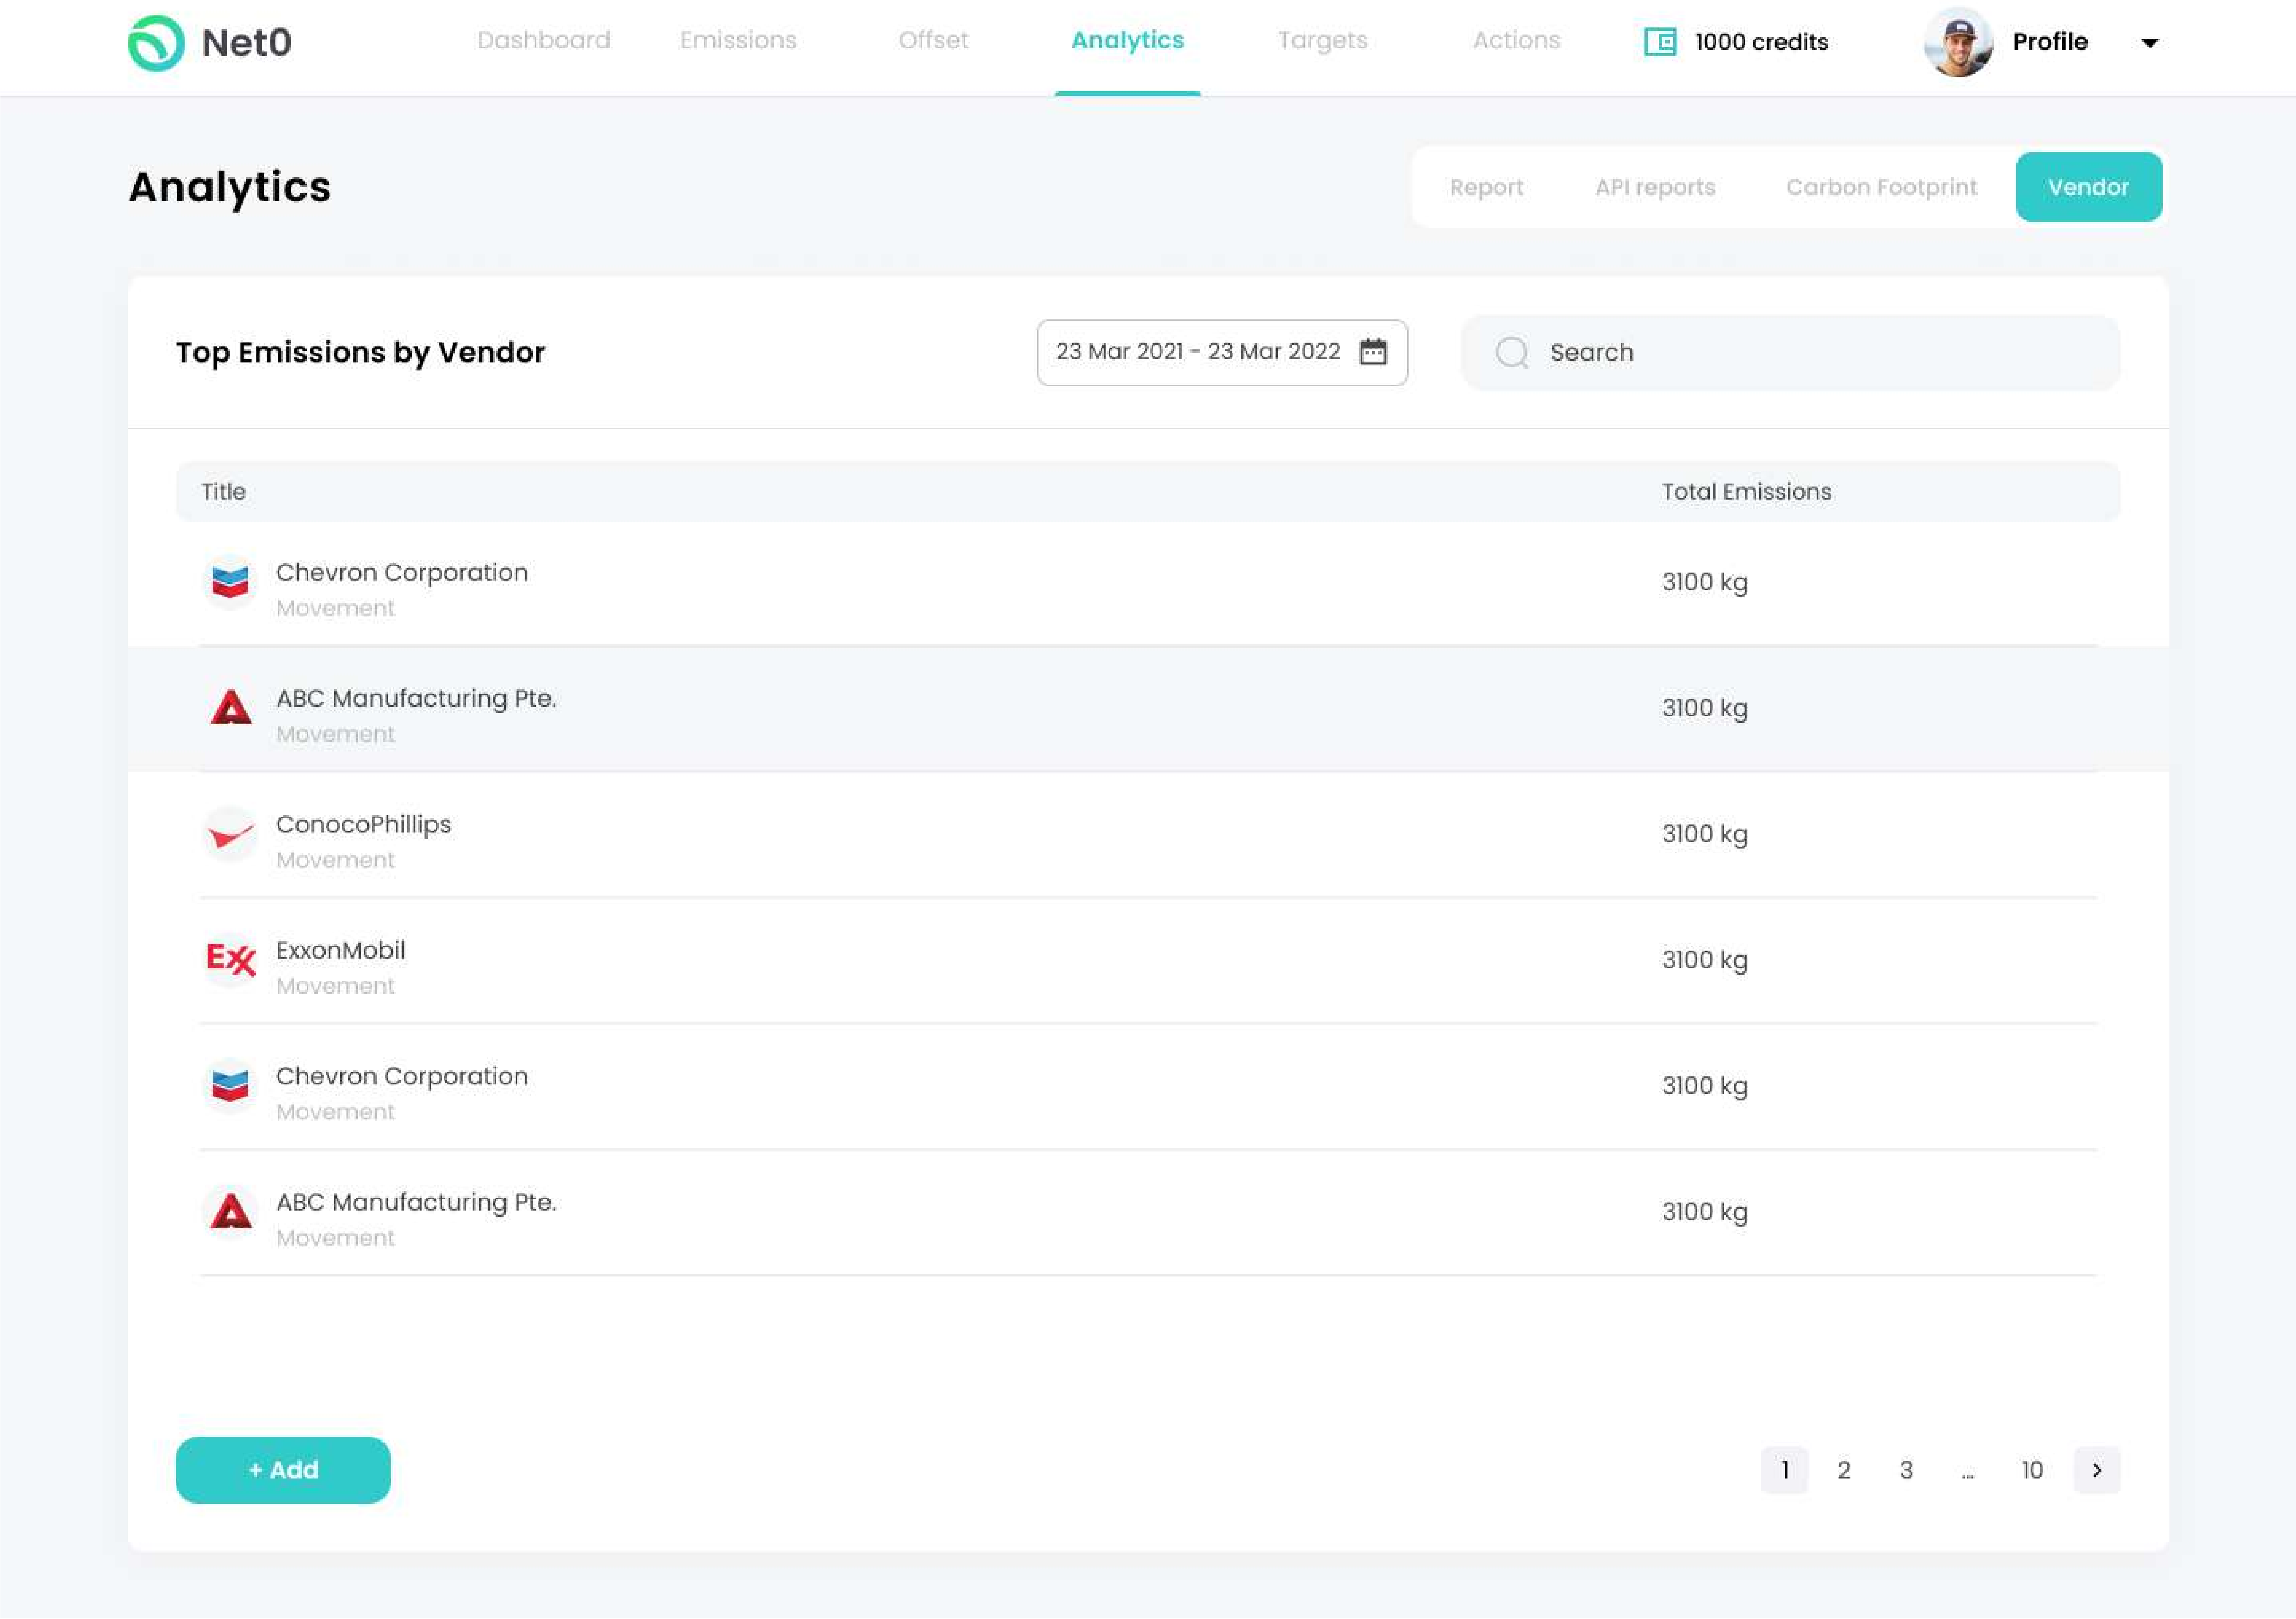 Net0
Dashboard
Emissions
Offset
Analytics
Targets
Actions
1000 credits
Profile
Analytics
Report
API reports
Carbon Footprint
Vendor
Top Emissions by Vendor
23 Mar 2021 - 23 Mar 2022
Search
Title
Total Emissions
Chevron Corporation
Movement
3100 kg
ABC Manufacturing Pte.
Movement
3100 kg
ConocoPhillips
Movement
3100 kg
Exx
ExxonMobil
Movement
3100 kg
Chevron Corporation
Movement
3100 kg
ABC Manufacturing Pte.
Movement
3100 kg
+ Add
1 2 3 ... 10 >